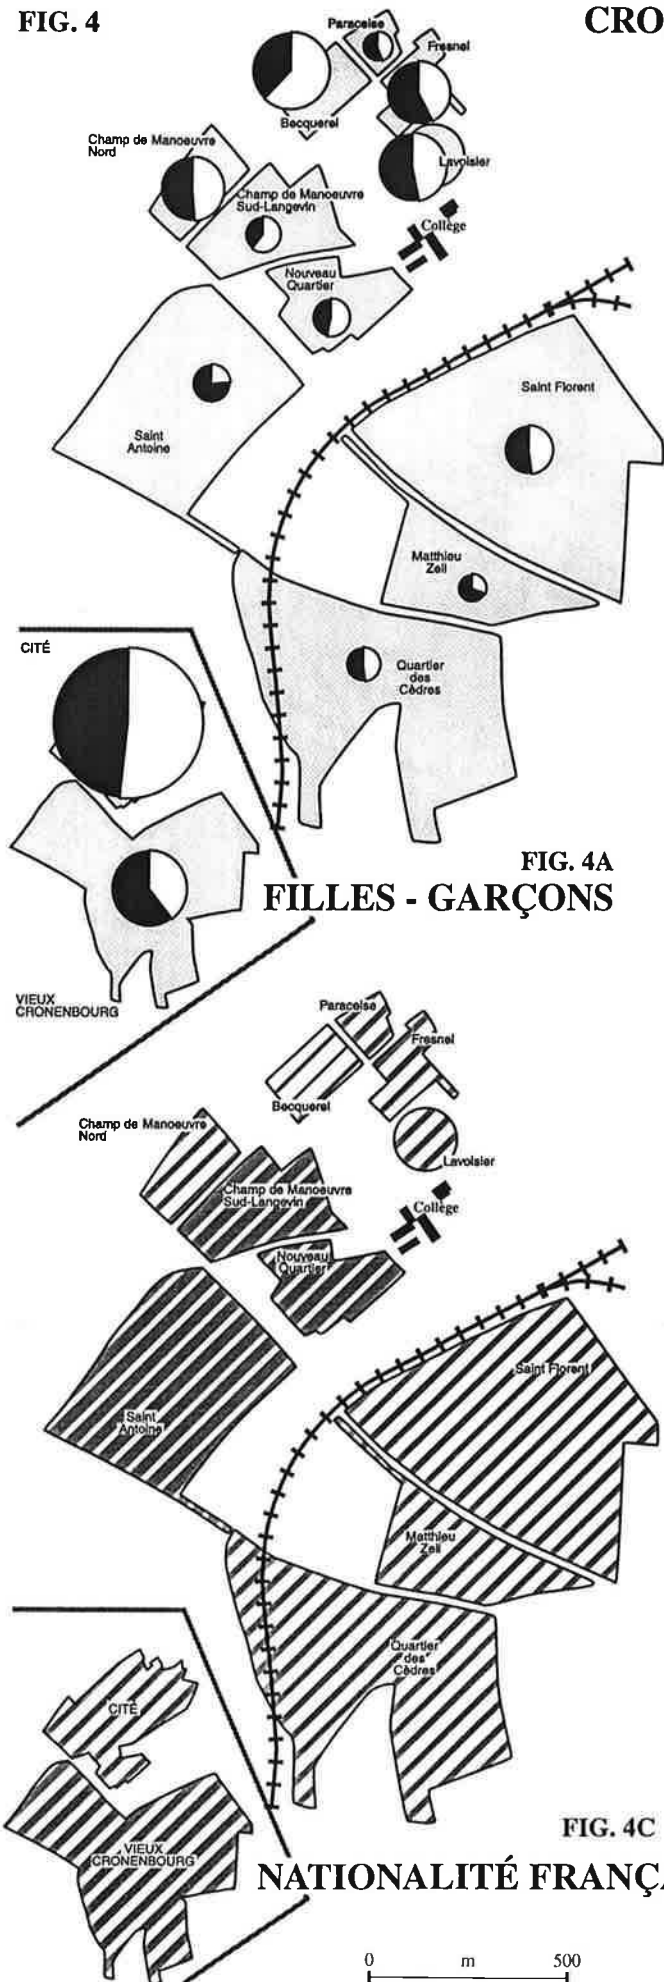 FIG. 4
CRO
Paracelse
Fresnel
Becquerel
Champ de Manoeuvre
Nord
Lavoisier
Champ de Manoeuvre
Sud-Langevin
Collège
Nouveau
Quartier
Saint Florent
Saint
Antoine
Matthieu
Zell
CITÉ
Quartier
des
Cèdres
FIG. 4A
FILLES - GARÇONS
VIEUX
CRONENBOURG
Paracelse
Fresnel
Becquerel
Champ de Manoeuvre
Nord
Lavoisier
Champ de Manoeuvre
Sud-Langevin
Collège
Nouveau
Quartier
Saint Florent
Saint
Antoine
Matthieu
Zell
Quartier
des
Cèdres
CITÉ
FIG. 4C
VIEUX
CRONENBOURG
NATIONALITÉ FRANÇA
0 m 500